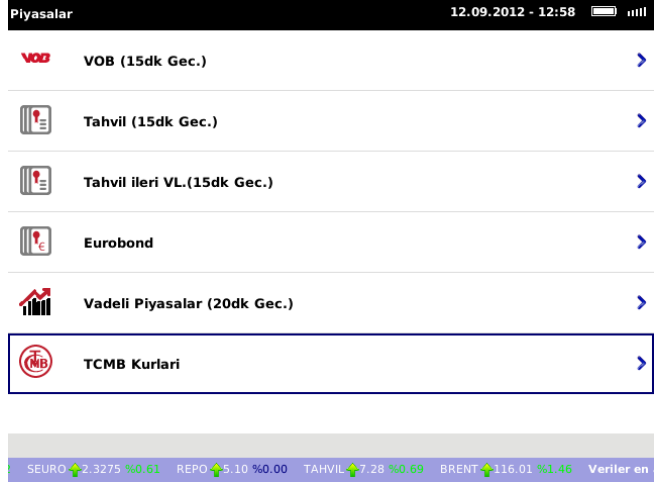 Piyasalar 12.09.2012 - 12:58
VOB VOB (15dk Gec.)
Tahvil (15dk Gec.)
Tahvil ileri VL.(15dk Gec.)
€ Eurobond
Vadeli Piyasalar (20dk Gec.)
TCMB TCMB Kurlari
SEURO 2.3275 %0.61 REPO 5.10 %0.00 TAHVIL 7.28 %0.69 BRENT 116.01 %1.46 Veriler en